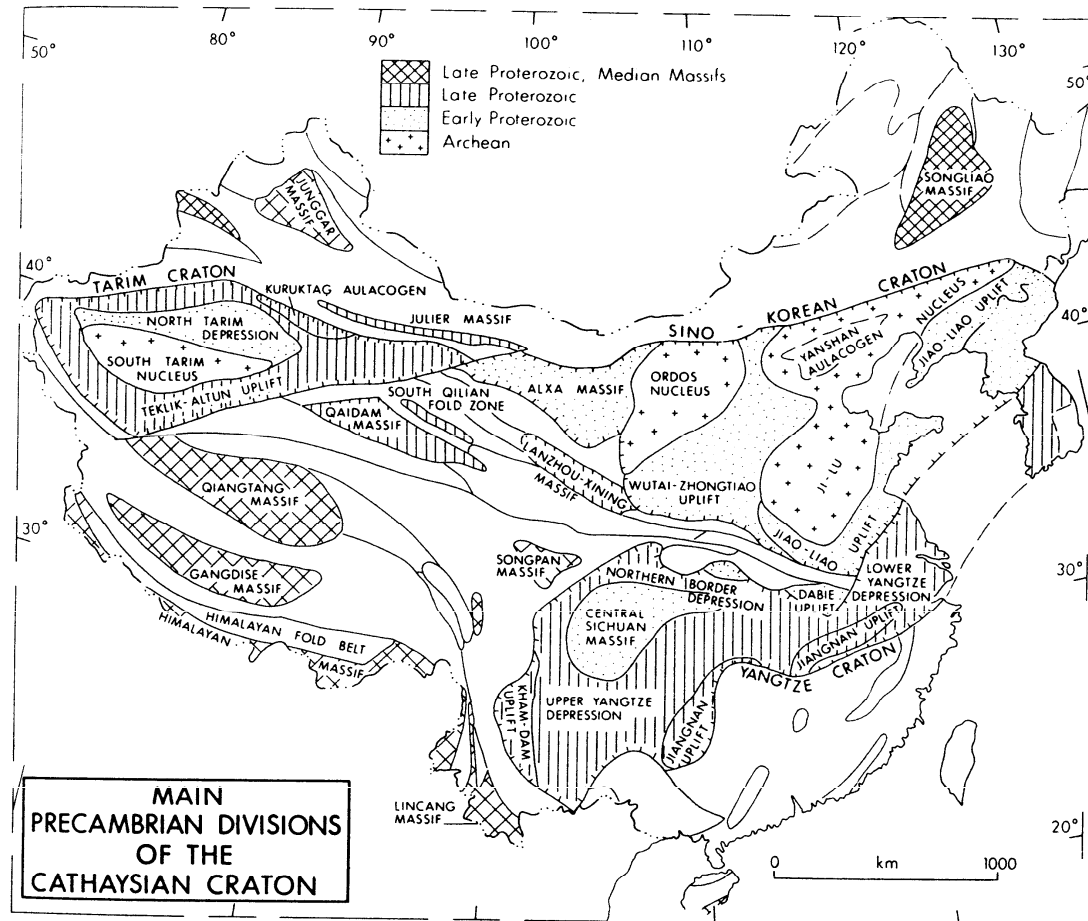 80°
90°
100°
110°
120°
130°
50°
50°
Late Proterozoic, Median Massifs
Late Proterozoic
Early Proterozoic
Archean
SONGLIAO
MASSIF
JUNGGAR
MASSIF
40°
TARIM CRATON
KURUKTAG AULACOGEN
JULIER MASSIF
SINO KOREAN CRATON
40°
NORTH TARIM
DEPRESSION
SOUTH TARIM
NUCLEUS
TEKLIK-ALTUN UPLIFT
SOUTH QILIAN
FOLD ZONE
QAIDAM
MASSIF
ALXA MASSIF
ORDOS
NUCLEUS
YANSHAN
AULACOGEN
JI-LU NUCLEUS
JIAO-LIAO UPLIFT
LANZHOU-XINING
MASSIF
WUTAI-ZHONGTIAO
UPLIFT
QIANGTANG
MASSIF
30°
30°
JIAO-LIAO UPLIFT
SONGPAN
MASSIF
GANGDISE
MASSIF
NORTHERN BORDER
DEPRESSION
DABIE
UPLIFT
LOWER
YANGTZE
DEPRESSION
HIMALAYAN FOLD BELT
HIMALAYAN MASSIF
CENTRAL
SICHUAN
MASSIF
JIANGNAN UPLIFT
YANGTZE CRATON
KHAM-DAM
UPLIFT
UPPER YANGTZE
DEPRESSION
JIANGNAN
UPLIFT
LINCANG
MASSIF
20°
0 km 1000
MAIN
PRECAMBRIAN DIVISIONS
OF THE
CATHAYSIAN CRATON